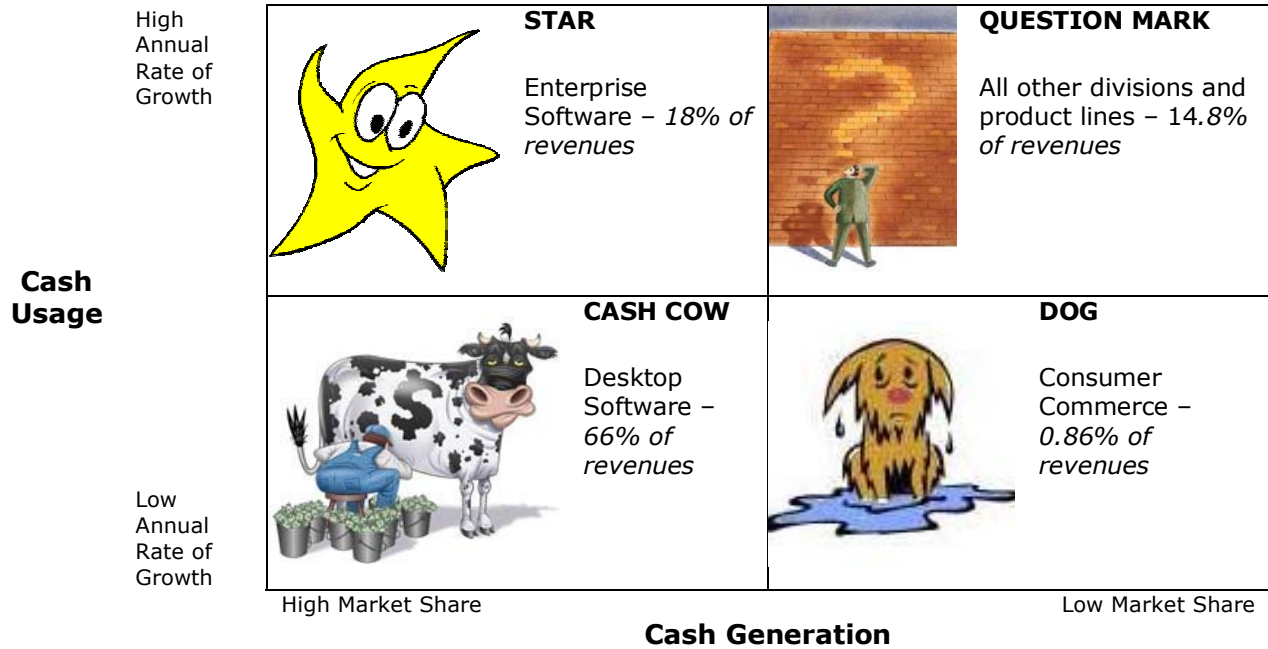 High
Annual
Rate of
Growth
STAR
Enterprise
Software – 18% of
revenues
QUESTION MARK
All other divisions and
product lines – 14.8%
of revenues
Cash
Usage
CASH COW
Desktop
Software –
66% of
revenues
DOG
Consumer
Commerce –
0.86% of
revenues
Low
Annual
Rate of
Growth
High Market Share
Low Market Share
Cash Generation